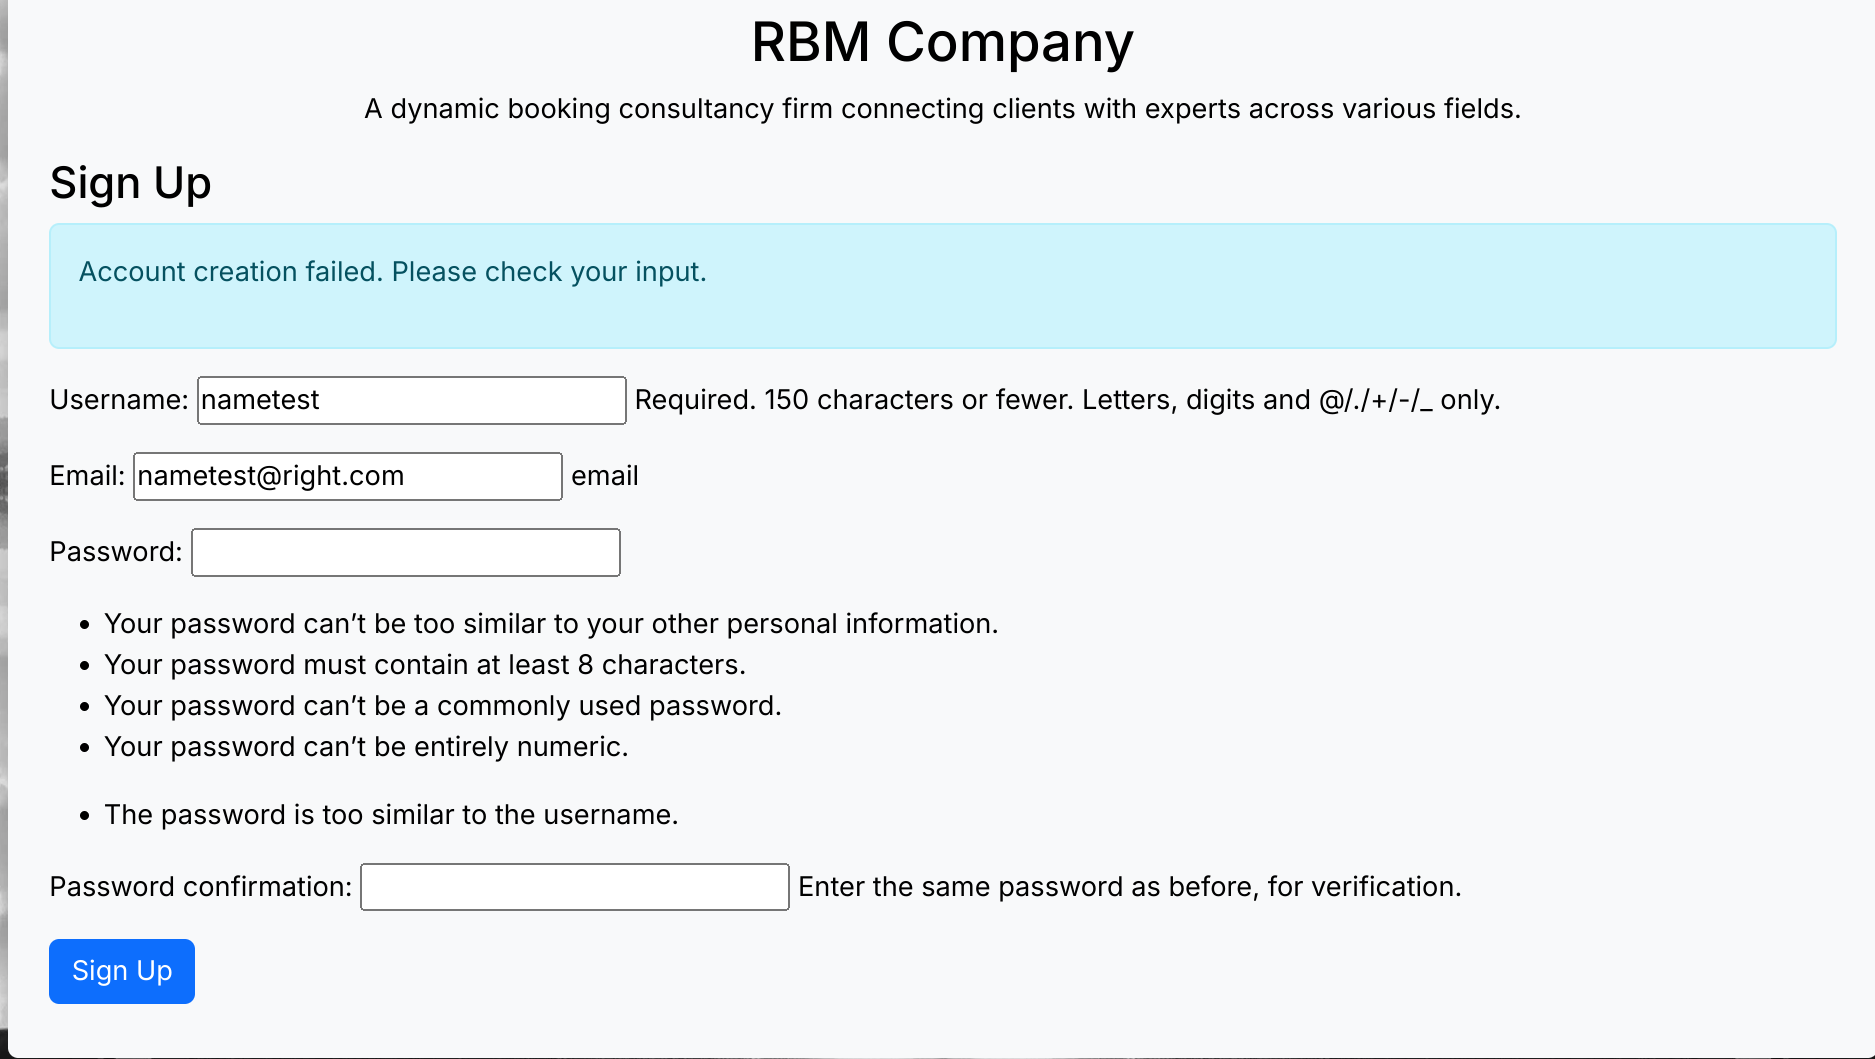 RBM Company
A dynamic booking consultancy firm connecting clients with experts across various fields.
Sign Up
Account creation failed. Please check your input.
Username: nametest Required. 150 characters or fewer. Letters, digits and @/./+/-/_ only.
Email: nametest@right.com email
Password:
• Your password can’t be too similar to your other personal information.
• Your password must contain at least 8 characters.
• Your password can’t be a commonly used password.
• Your password can’t be entirely numeric.
• The password is too similar to the username.
Password confirmation: Enter the same password as before, for verification.
Sign Up